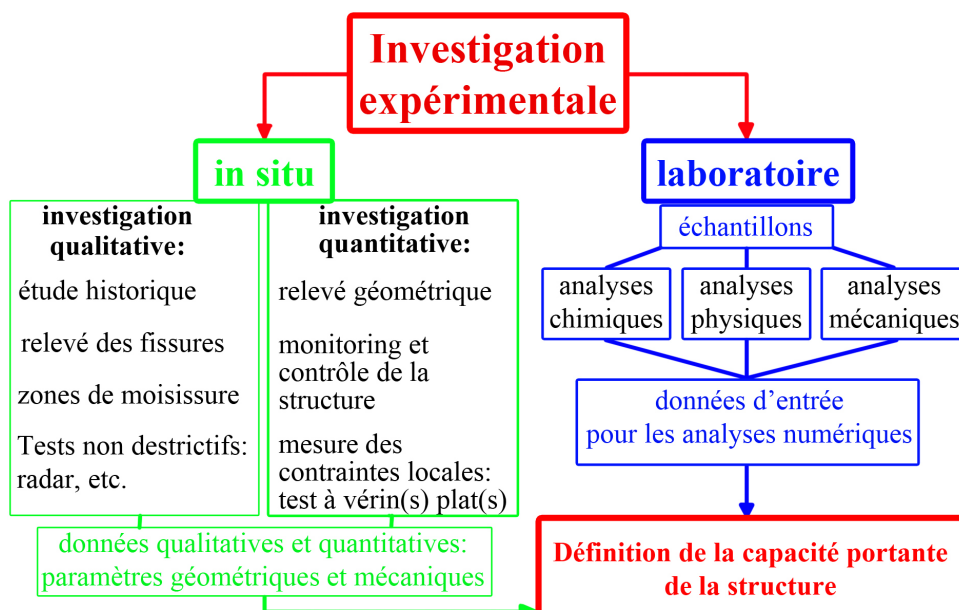 Investigation
expérimentale
in situ
laboratoire
investigation
qualitative:
étude historique
relevé des fissures
zones de moisissure
Tests non destrictifs:
radar, etc.
investigation
quantitative:
relevé géométrique
monitoring et
contrôle de la
structure
mesure des
contraintes locales:
test à vérin(s) plat(s)
données qualitatives et quantitatives:
paramètres géométriques et mécaniques
échantillons
analyses
chimiques
analyses
physiques
analyses
mécaniques
données d’entrée
pour les analyses numériques
Définition de la capacité portante
de la structure